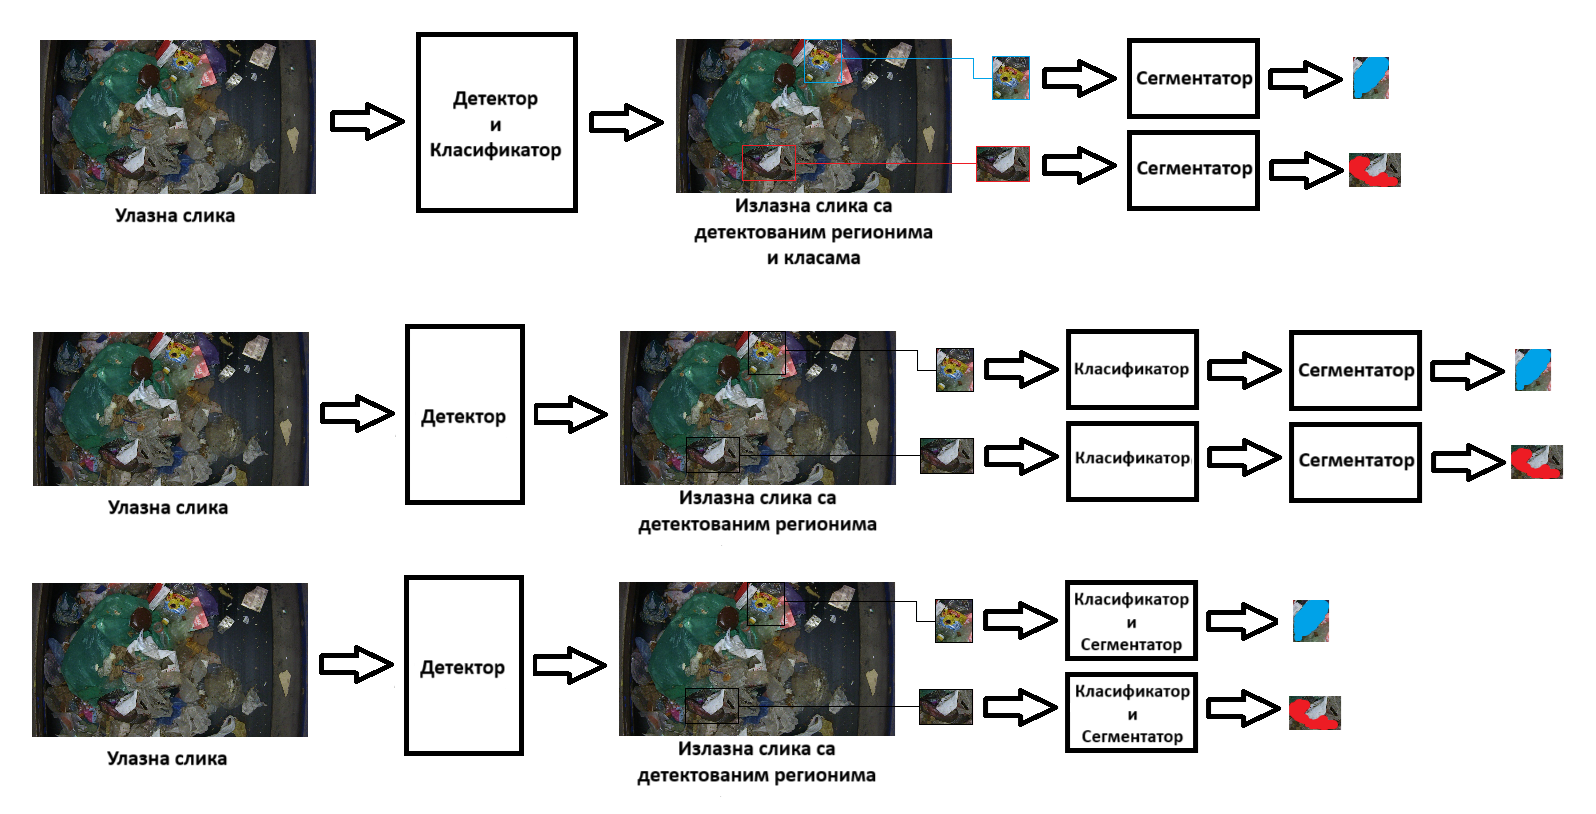 Детектор
и
Класификатор
Сегментатор
Сегментатор
Улазна слика
Излазна слика са
детектованим регионима
и класама
Детектор
Класификатор
Сегментатор
Класификатор
Сегментатор
Улазна слика
Излазна слика са
детектованим регионима
Детектор
Класификатор
и
Сегментатор
Класификатор
и
Сегментатор
Улазна слика
Излазна слика са
детектованим регионима